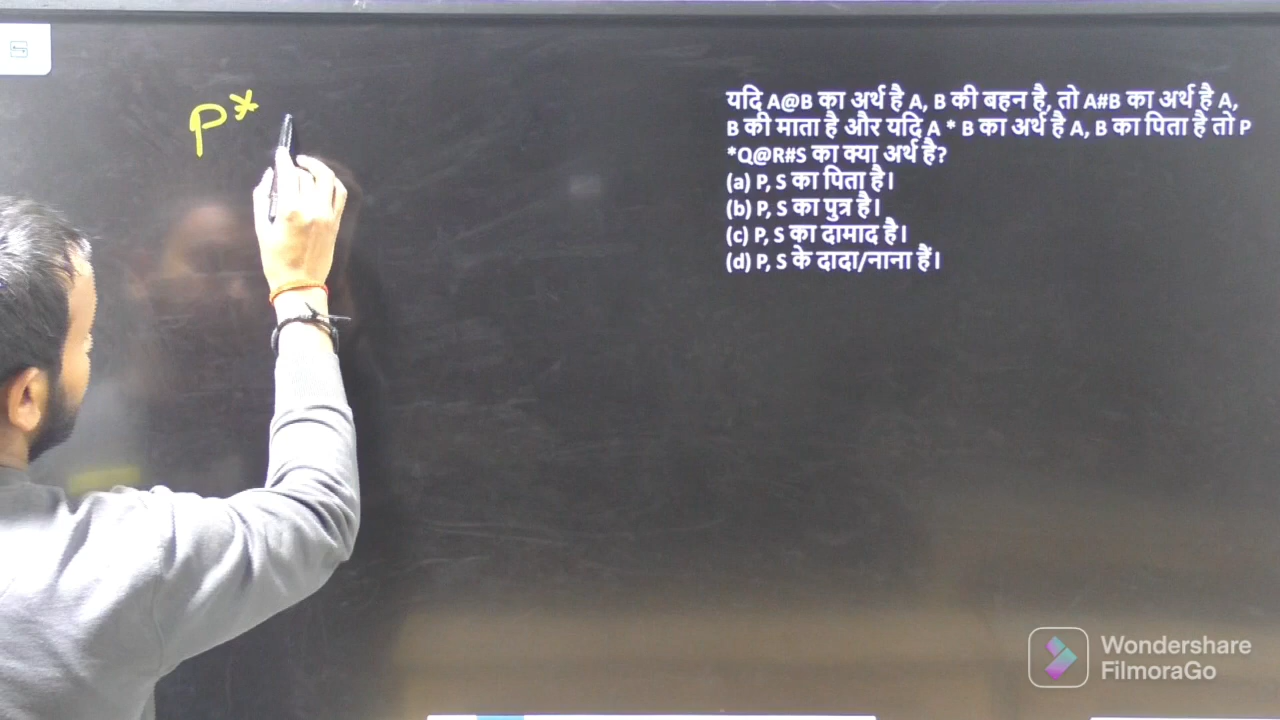 P*
यदि A@B का अर्थ है A, B की बहन है, तो A#B का अर्थ है A,
B की माता है और यदि A * B का अर्थ है A, B का पिता है तो P
*Q@R#S का क्या अर्थ है?
(a) P, S का पिता है।
(b) P, S का पुत्र है।
(c) P, S का दामाद है।
(d) P, S के दादा/नाना हैं।
Wondershare
FilmoraGo